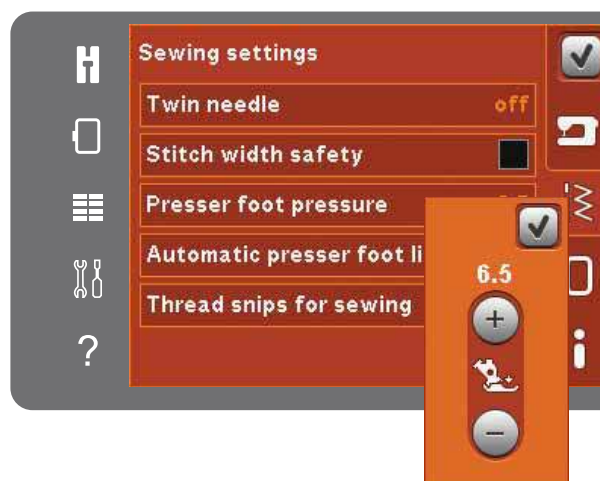 Sewing settings
Twin needle off
Stitch width safety
Presser foot pressure
Automatic presser foot li
Thread snips for sewing
6.5
+
−
?